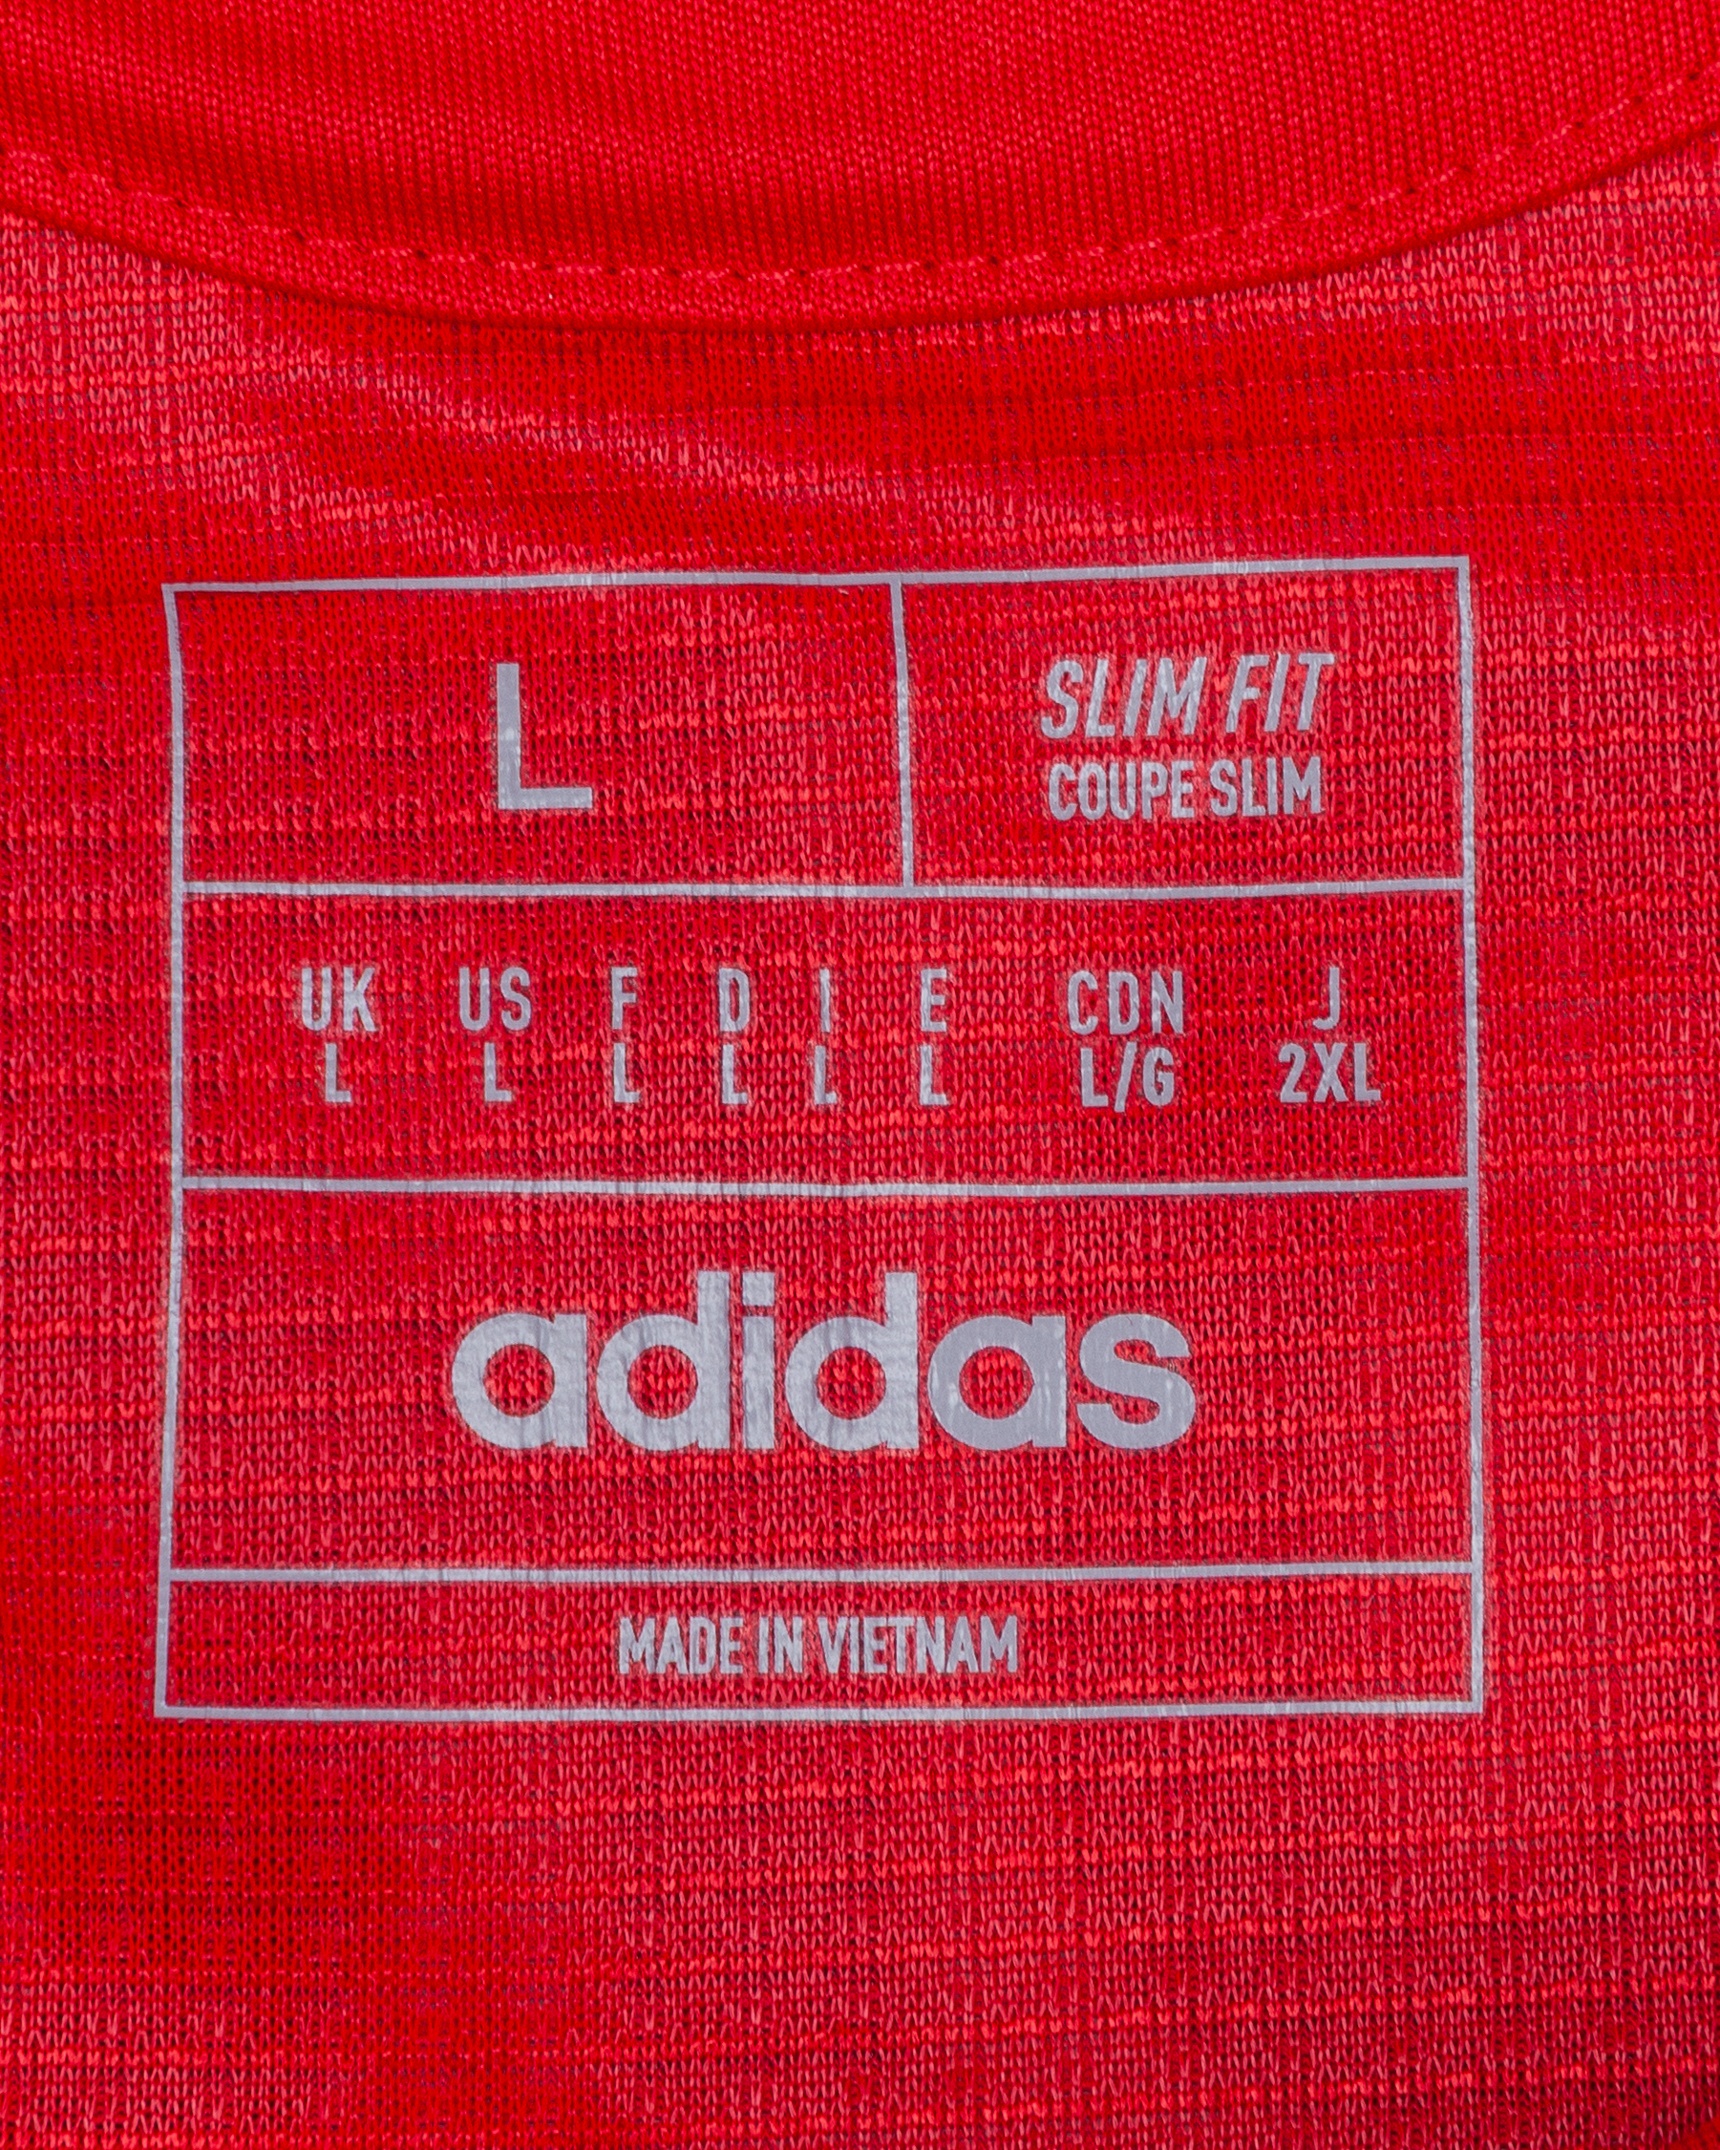 L
SLIM FIT
COUPE SLIM
UK US F D I E CDN J
L L L L L L L/G 2XL
adidas
MADE IN VIETNAM